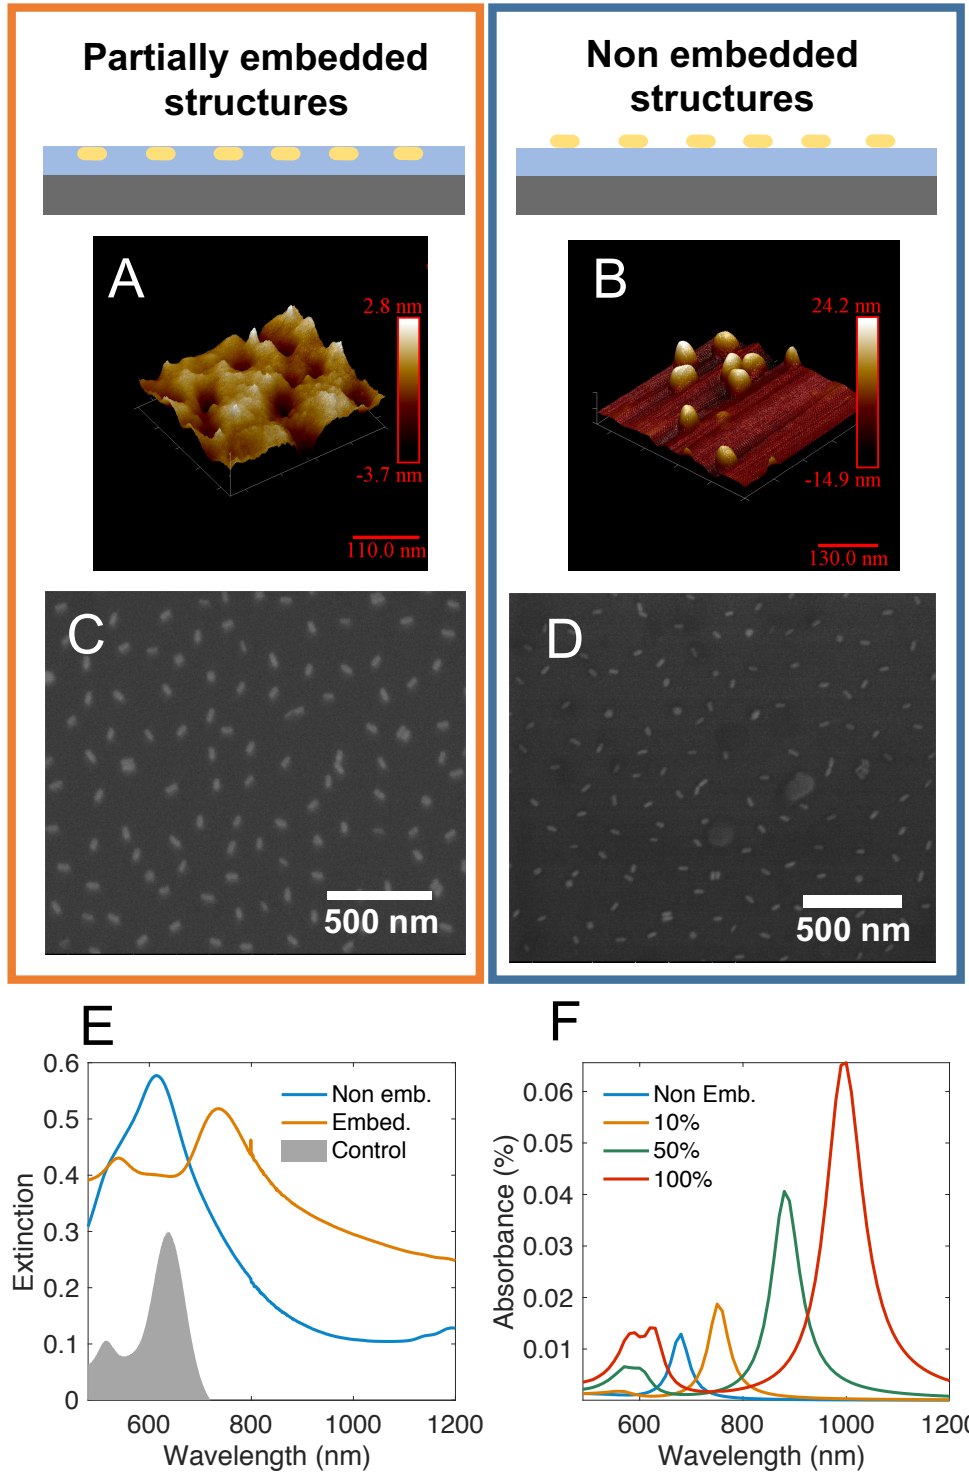 Partially embedded
structures
Non embedded
structures
A
2.8 nm
-3.7 nm
110.0 nm
B
24.2 nm
-14.9 nm
130.0 nm
C
500 nm
D
500 nm
E
0.6
0.5
0.4
0.3
0.2
0.1
0
Extinction
Non emb.
Embed.
Control
600
800
1000
1200
Wavelength (nm)
F
0.06
0.05
0.04
0.03
0.02
0.01
Absorbance (%)
Non Emb.
10%
50%
100%
600
800
1000
120
Wavelength (nm)